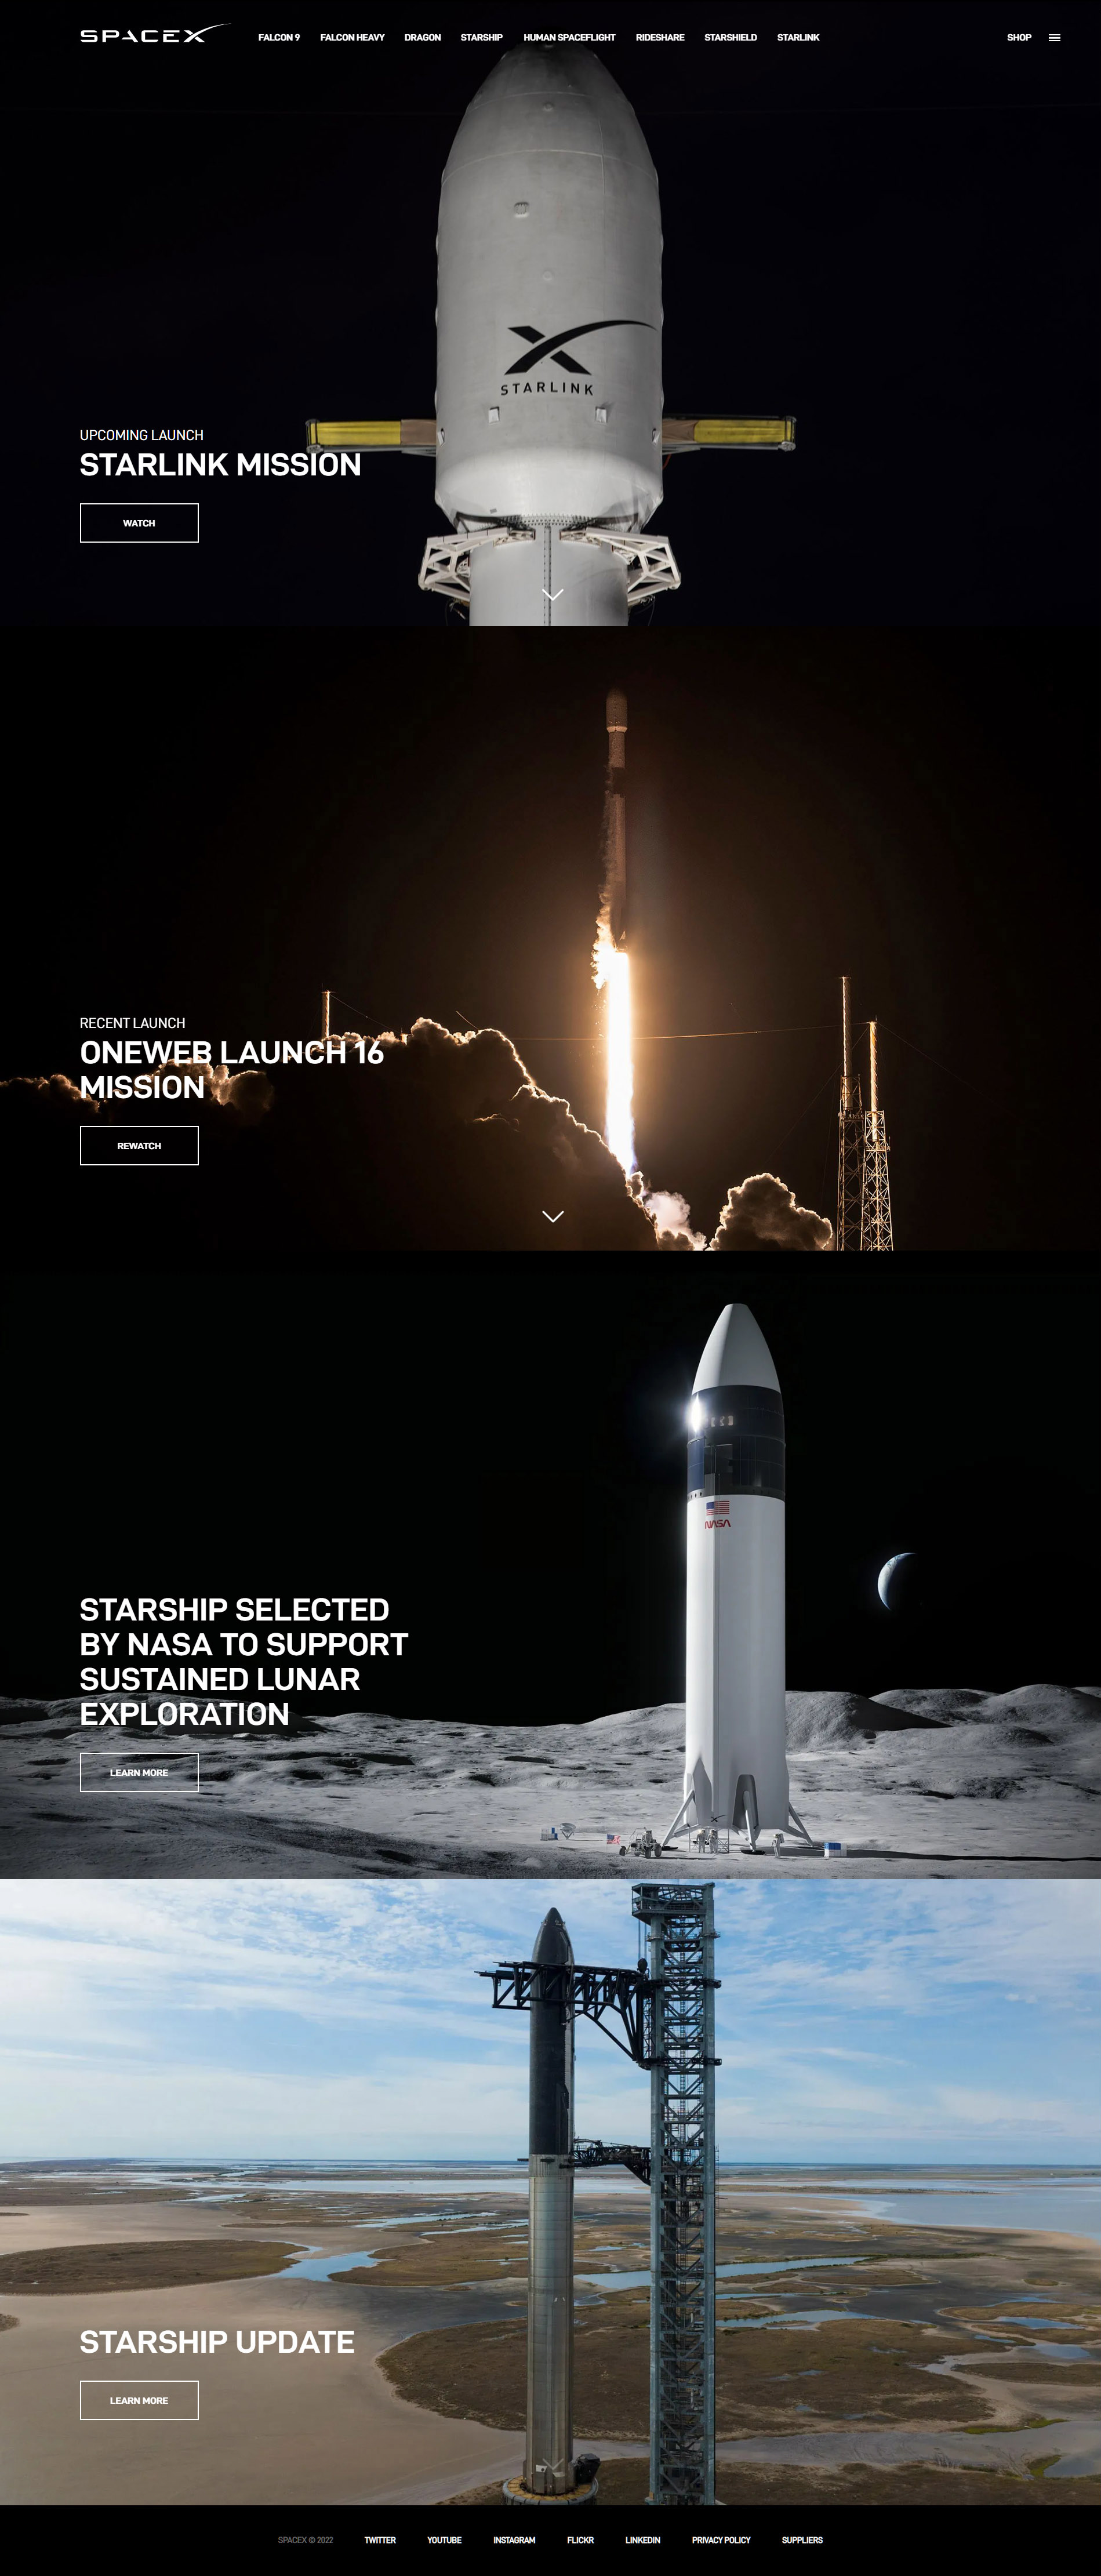 SPACEX FALCON 9 FALCON HEAVY DRAGON STARSHIP HUMAN SPACEFLIGHT RIDESHARE STARSHIELD STARLINK SHOP
STARLINK
UPCOMING LAUNCH
STARLINK MISSION
WATCH
RECENT LAUNCH
ONEWEB LAUNCH 16
MISSION
REWATCH
NASA
STARSHIP SELECTED
BY NASA TO SUPPORT
SUSTAINED LUNAR
EXPLORATION
LEARN MORE
STARSHIP UPDATE
LEARN MORE
SPACEX © 2022 TWITTER YOUTUBE INSTAGRAM FLICKR LINKEDIN PRIVACY POLICY SUPPLIERS